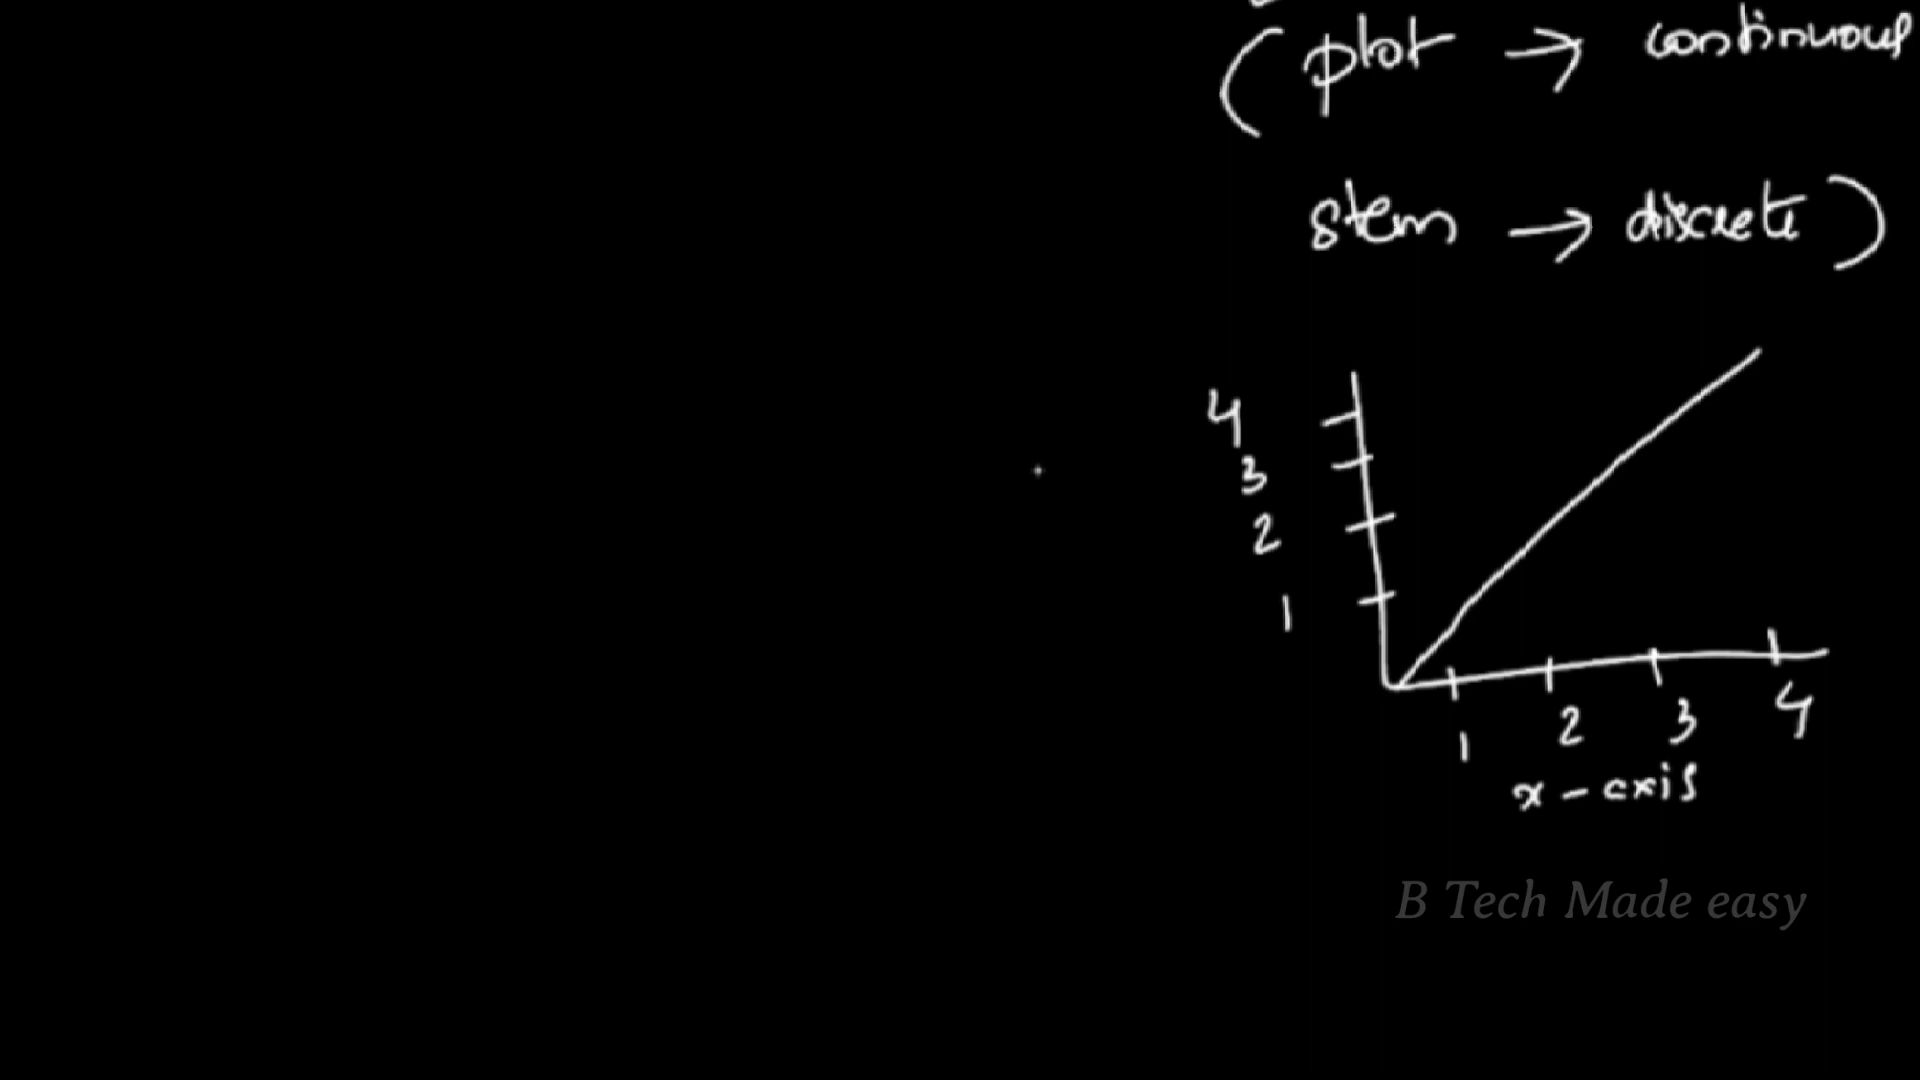 ( plot → continuous
stem → discrete )
4
3
2
1
1 2 3 4
x - axis
B Tech Made easy